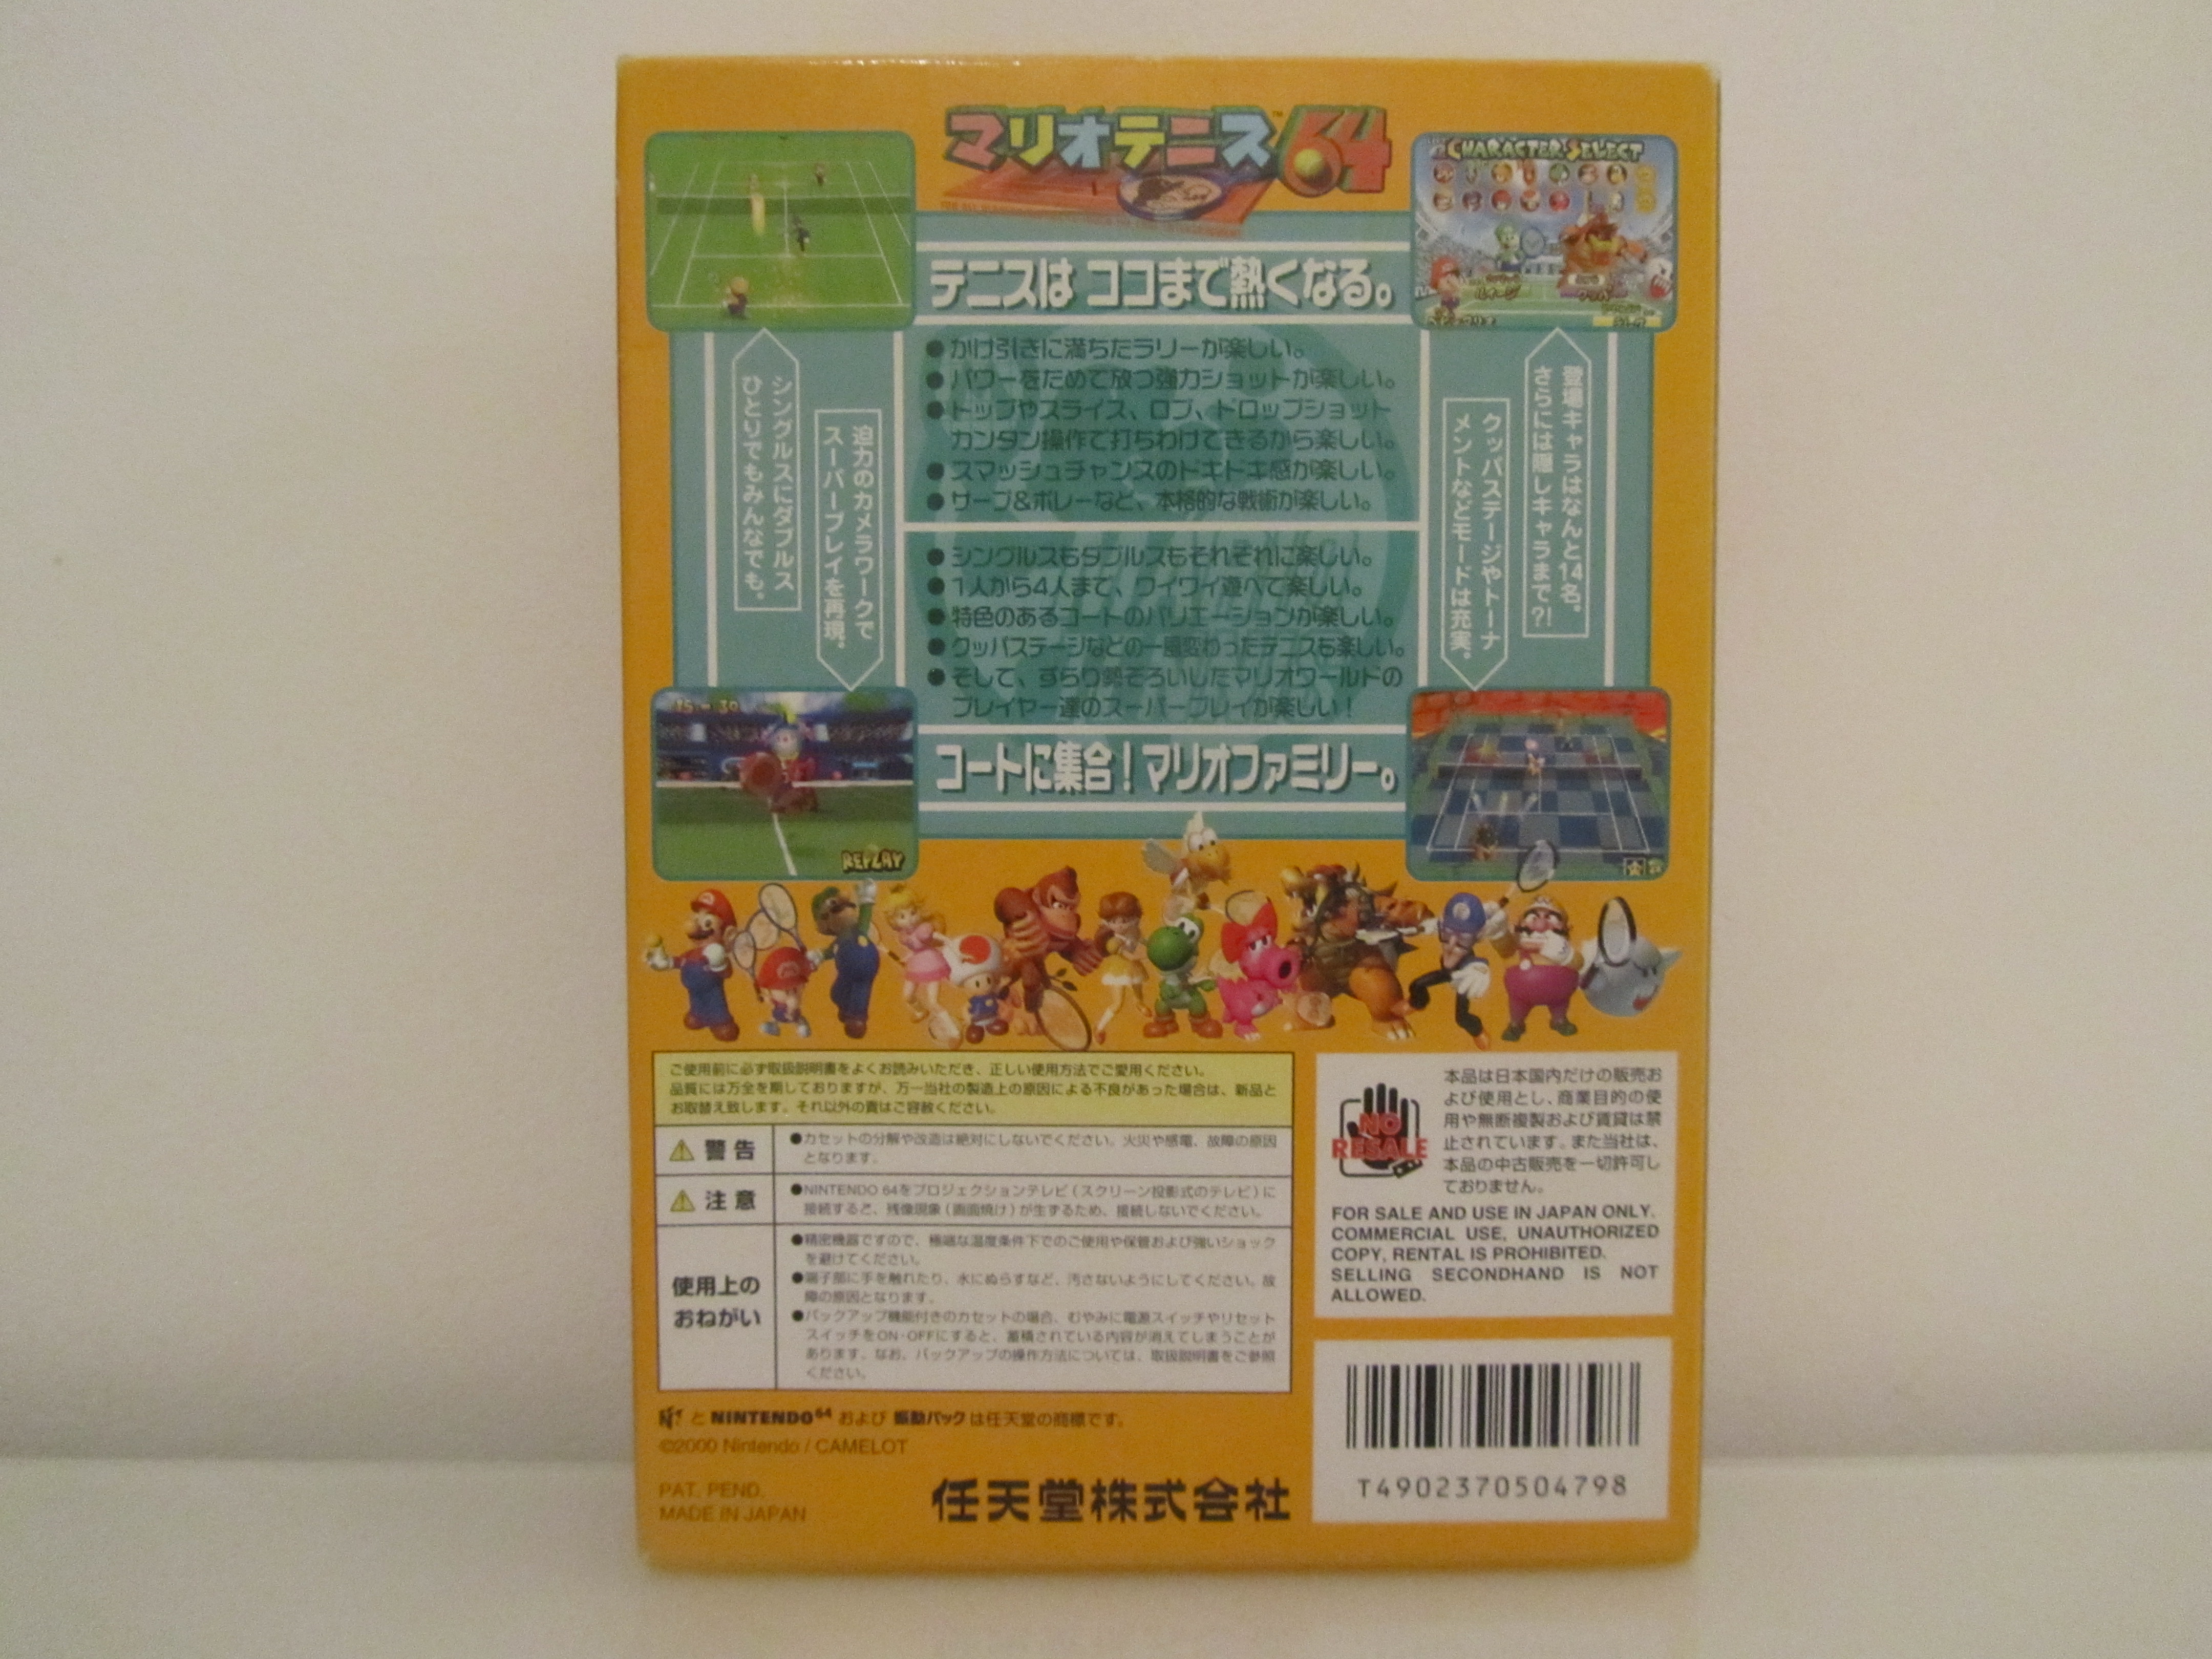 マリオテニス64
CHARACTER SELECT
ルイージ
クッパ
ベビィマリオ
テニスは ココまで熱くなる。
●かけ引きに満ちたラリーが楽しい。
●パワーをためて放つ強力ショットが楽しい。
●トップやスライス、ロブ、ドロップショット
カンタン操作で打ちわけできるから楽しい。
●スマッシュチャンスのドキドキ感が楽しい。
●サーブ&ボレーなど、本格的な戦術が楽しい。
●シングルスもダブルスもそれぞれに楽しい。
●1人から4人まで、ワイワイ遊べて楽しい。
●特色のあるコートのバリエーションが楽しい。
●クッパステージなどの一風変わったテニスも楽しい。
●そして、ずらり勢ぞろいしたマリオワールドの
プレイヤー達のスーパープレイが楽しい!
コートに集合!マリオファミリー。
シングルスにダブルス
ひとりでもみんなでも。
迫力のカメラワークで
スーパープレイを再現。
登場キャラはなんと14名。
さらには隠しキャラまで?!
クッパステージやトーナ
メントなどモードは充実。
15-30
REPLAY
ご使用前に必ず取扱説明書をよくお読みいただき、正しい使用方法でご愛用ください。
品質には万全を期しておりますが、万一当社の製造上の原因による不良があった場合は、新品と
お取替え致します。それ以外の責はご容赦ください。
警告
●カセットの分解や改造は絶対にしないでください。火災や感電、故障の原因
となります。
注意
●NINTENDO 64をプロジェクションテレビ(スクリーン投影式のテレビ)に
接続すると、残像現象(画面焼け)が生ずるため、接続しないでください。
使用上の
おねがい
●精密機器ですので、極端な温度条件下でのご使用や保管および強いショック
を避けてください。
●端子部に手を触れたり、水にぬらすなど、汚さないようにしてください。故
障の原因となります。
●バックアップ機能付きのカセットの場合、むやみに電源スイッチやリセット
スイッチをON・OFFにすると、蓄積されている内容が消えてしまうことが
あります。なお、バックアップの操作方法については、取扱説明書をご参照
ください。
NO
RESALE
本品は日本国内だけの販売お
よび使用とし、商業目的の使
用や無断複製および賃貸は禁
止されています。また当社は、
本品の中古販売を一切許可し
ておりません。
FOR SALE AND USE IN JAPAN ONLY.
COMMERCIAL USE, UNAUTHORIZED
COPY, RENTAL IS PROHIBITED.
SELLING SECONDHAND IS NOT
ALLOWED.
と NINTENDO64 および 振動パック は任天堂の商標です。
©2000 Nintendo / CAMELOT
PAT. PEND.
MADE IN JAPAN
任天堂株式会社
T4902370504798